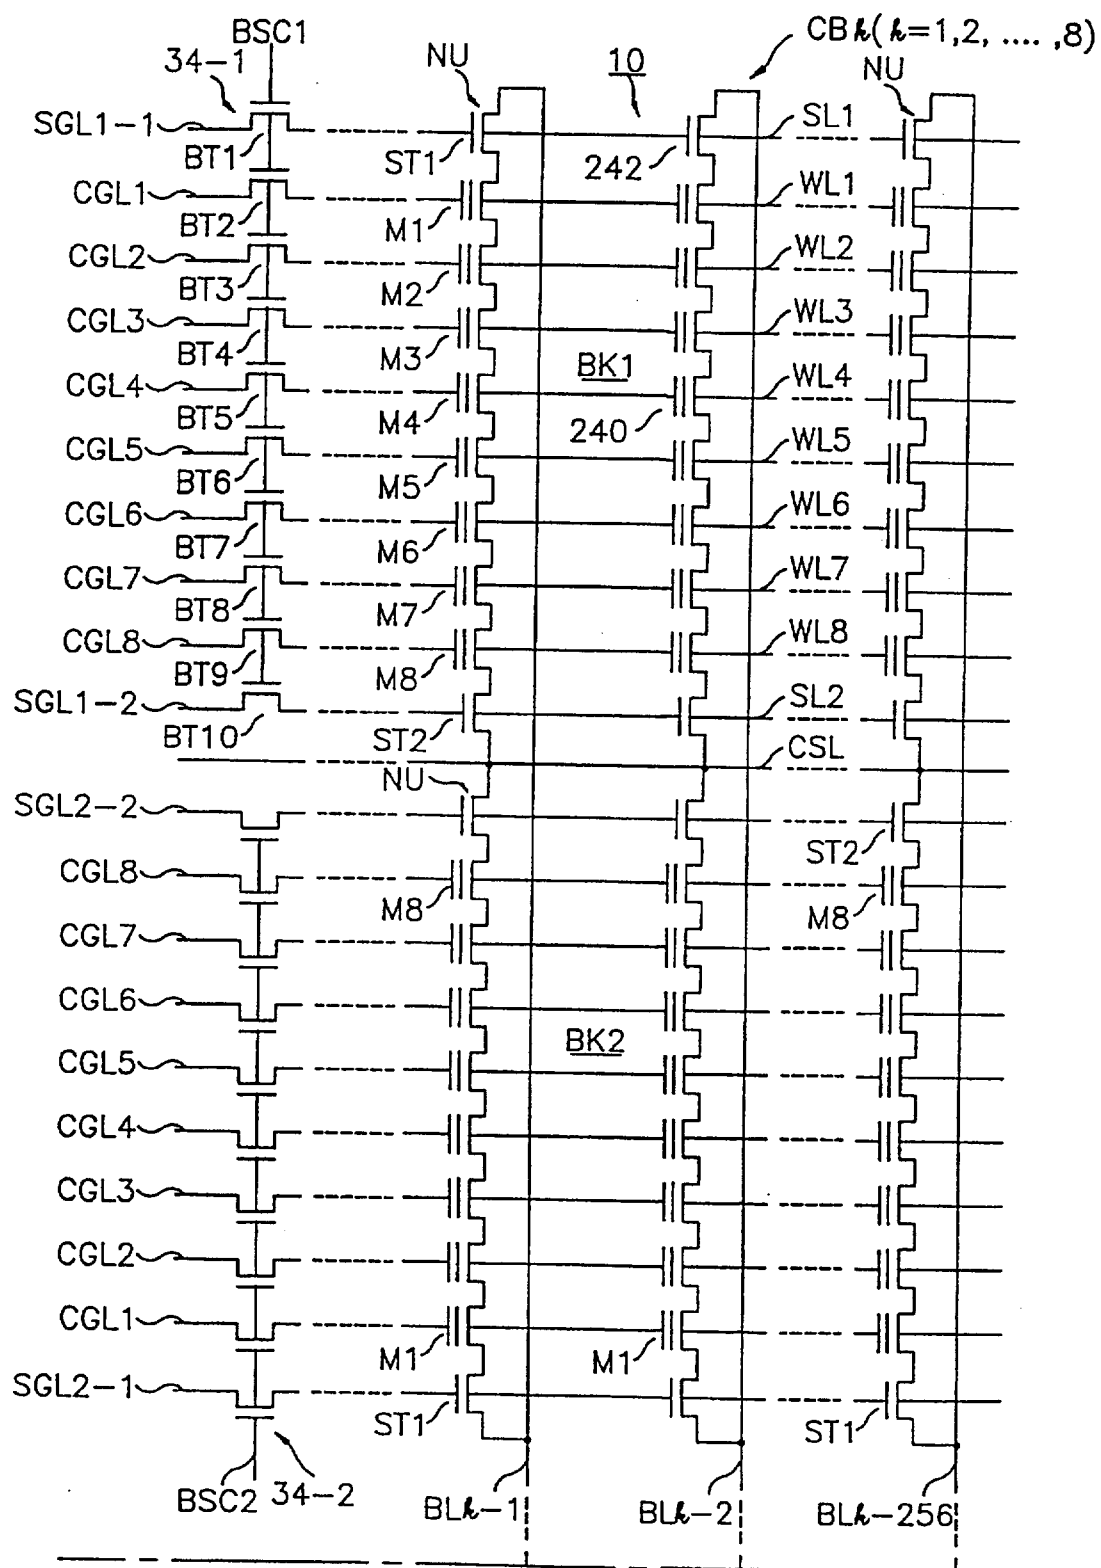 BSC1
CBk(k=1,2, .... ,8)
34-1
NU
10
NU
SGL1-1
BT1
ST1
242
SL1
CGL1
BT2
M1
WL1
CGL2
BT3
M2
WL2
CGL3
BT4
M3
WL3
BK1
CGL4
BT5
M4
240
WL4
CGL5
BT6
M5
WL5
CGL6
BT7
M6
WL6
CGL7
BT8
M7
WL7
CGL8
BT9
M8
WL8
SGL1-2
BT10
ST2
SL2
CSL
NU
SGL2-2
ST2
CGL8
M8
M8
CGL7
CGL6
BK2
CGL5
CGL4
CGL3
CGL2
CGL1
M1
M1
SGL2-1
ST1
ST1
BSC2
34-2
BLk-1
BLk-2
BLk-256